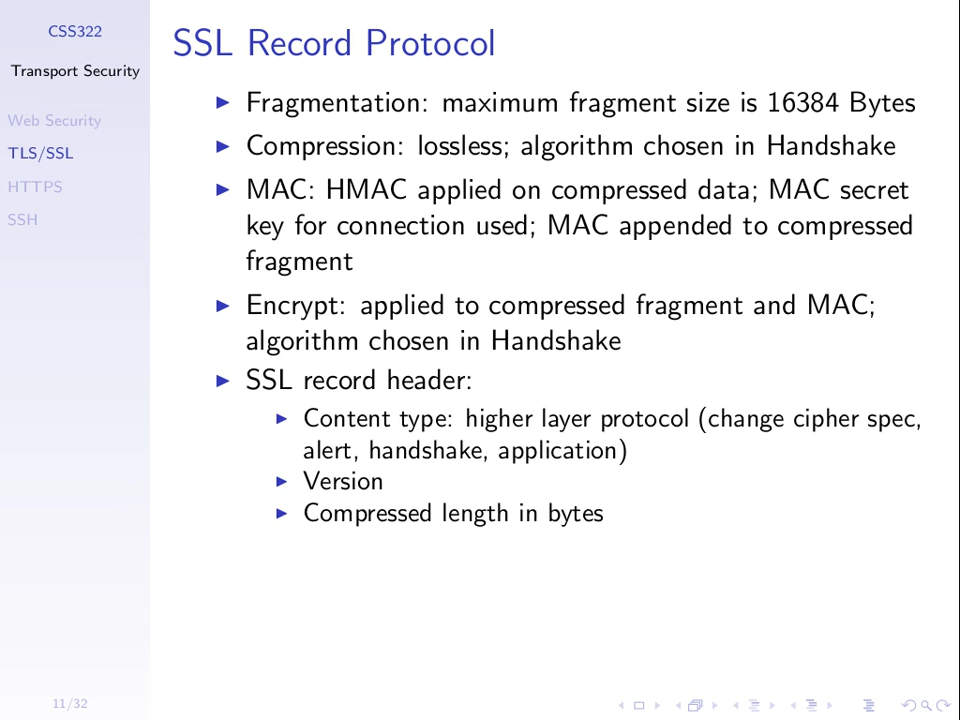 CSS322
Transport Security
Web Security
TLS/SSL
HTTPS
SSH
SSL Record Protocol
Fragmentation: maximum fragment size is 16384 Bytes
Compression: lossless; algorithm chosen in Handshake
MAC: HMAC applied on compressed data; MAC secret
key for connection used; MAC appended to compressed
fragment
Encrypt: applied to compressed fragment and MAC;
algorithm chosen in Handshake
SSL record header:
Content type: higher layer protocol (change cipher spec,
alert, handshake, application)
Version
Compressed length in bytes
11/32